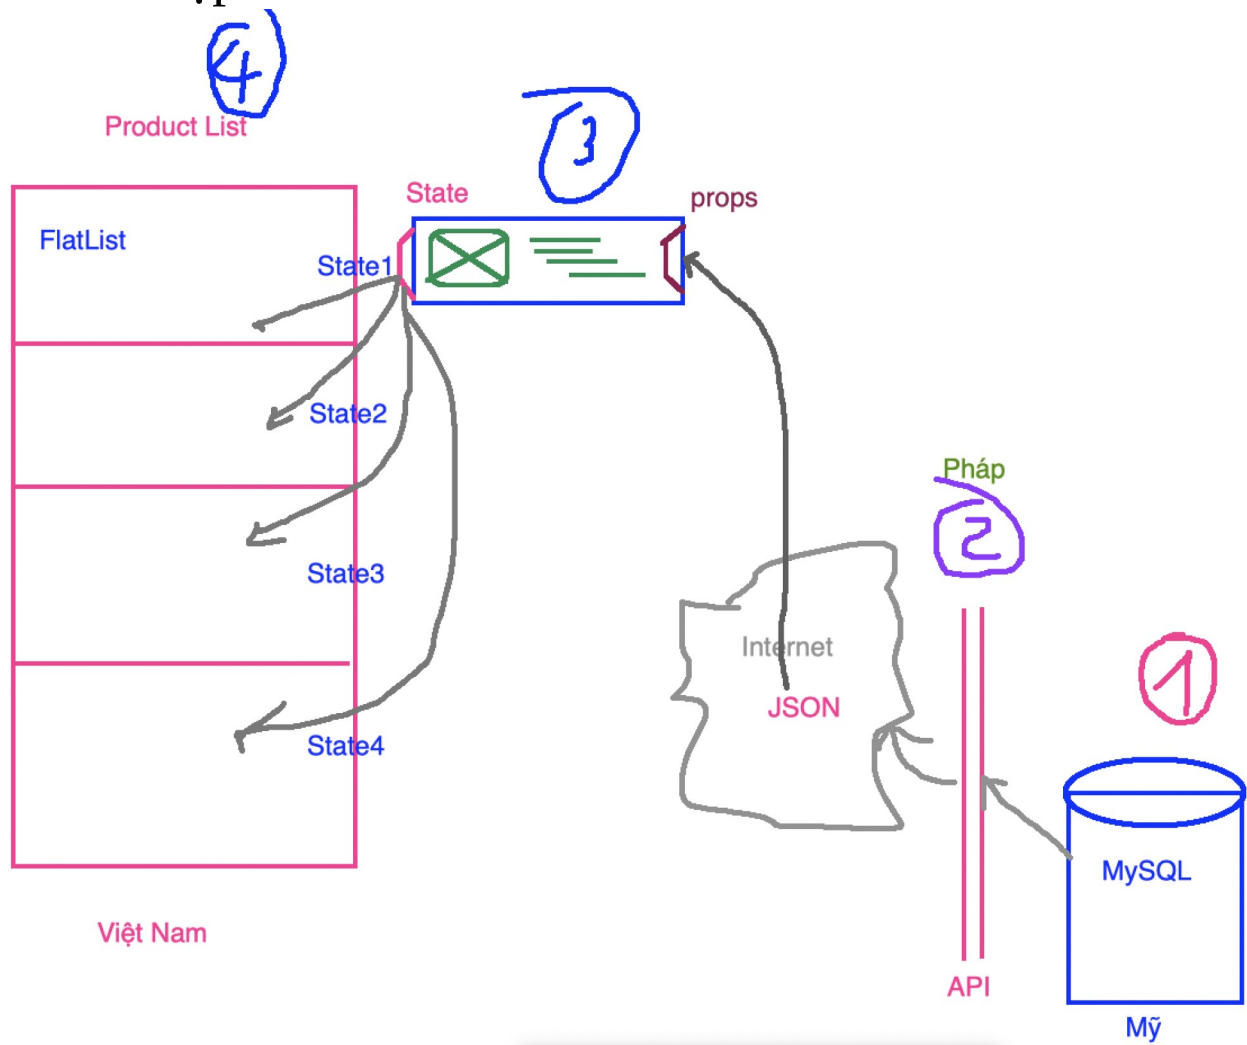 4
Product List
3
State
props
FlatList
State1
State2
Pháp
2
State3
Internet
JSON
1
State4
MySQL
Việt Nam
API
Mỹ